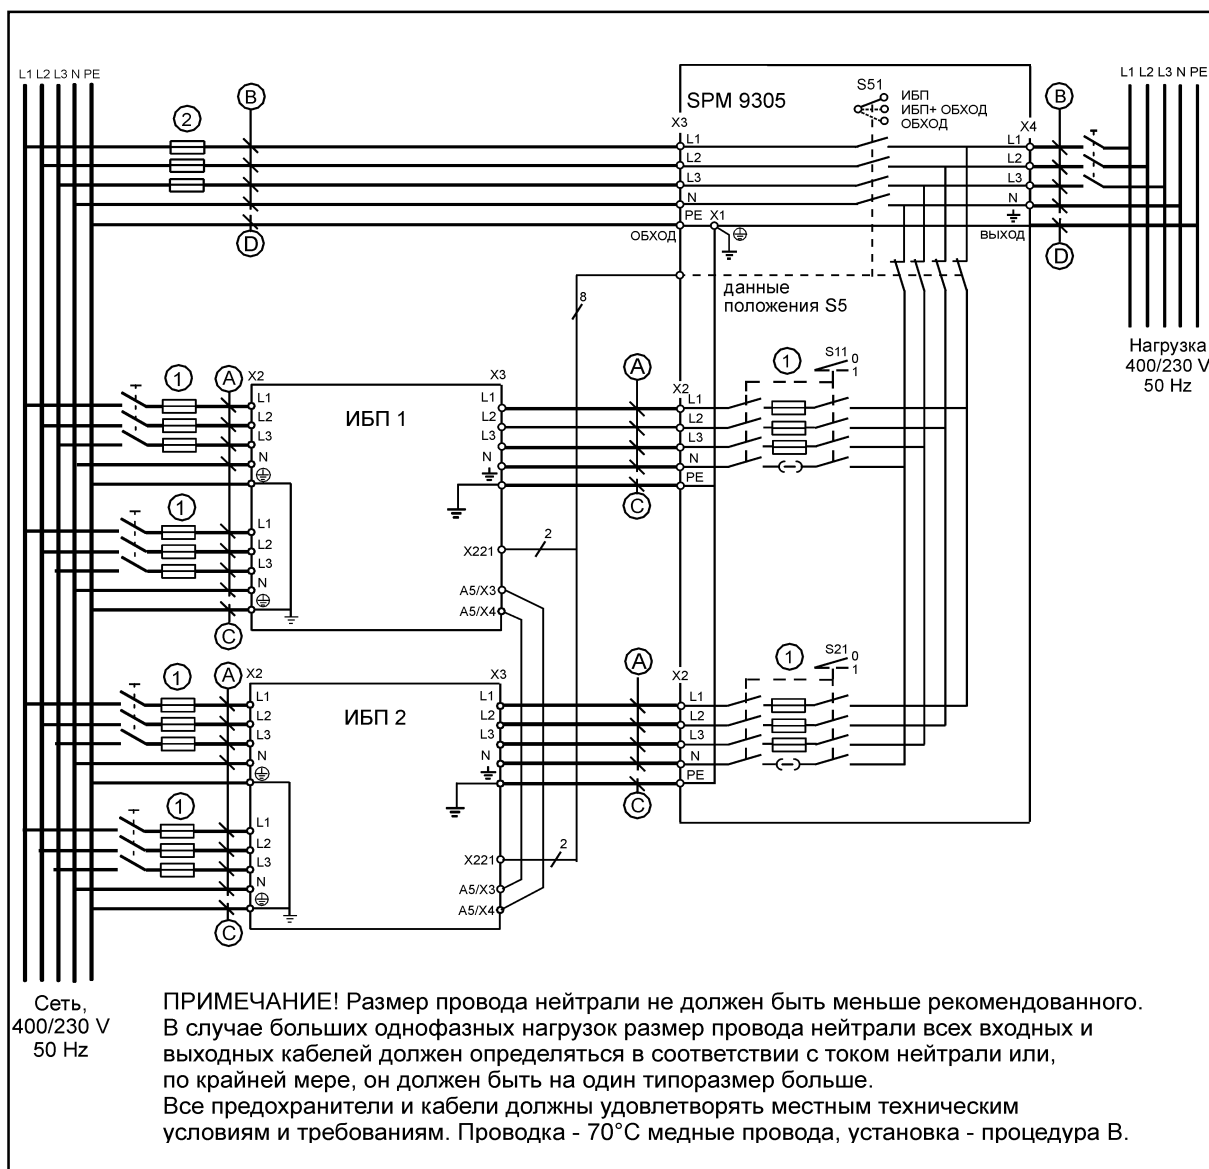 L1 L2 L3 N PE
B
2
SPM 9305
S51
ИБП
ИБП+ ОБХОД
ОБХОД
B
L1 L2 L3 N PE
X3
X4
L1
L1
L2
L2
L3
L3
N
N
PE
X1
D
ОБХОД
ВЫХОД
D
данные
положения S5
8
Нагрузка
400/230 V
50 Hz
1
A
X2
X3
A
1
S11
0
1
X2
ИБП 1
L1
L1
L1
L2
L2
L2
L3
L3
L3
N
N
N
PE
1
C
L1
L2
X221
2
L3
N
A5/X3
A5/X4
C
1
A
X2
X3
A
1
S21
0
1
X2
ИБП 2
L1
L1
L1
L2
L2
L2
L3
L3
L3
N
N
N
PE
1
C
L1
L2
X221
2
L3
N
A5/X3
A5/X4
C
Сеть,
400/230 V
50 Hz
ПРИМЕЧАНИЕ! Размер провода нейтрали не должен быть меньше рекомендованного.
В случае больших однофазных нагрузок размер провода нейтрали всех входных и
выходных кабелей должен определяться в соответствии с током нейтрали или,
по крайней мере, он должен быть на один типоразмер больше.
Все предохранители и кабели должны удовлетворять местным техническим
условиям и требованиям. Проводка - 70°C медные провода, установка - процедура В.